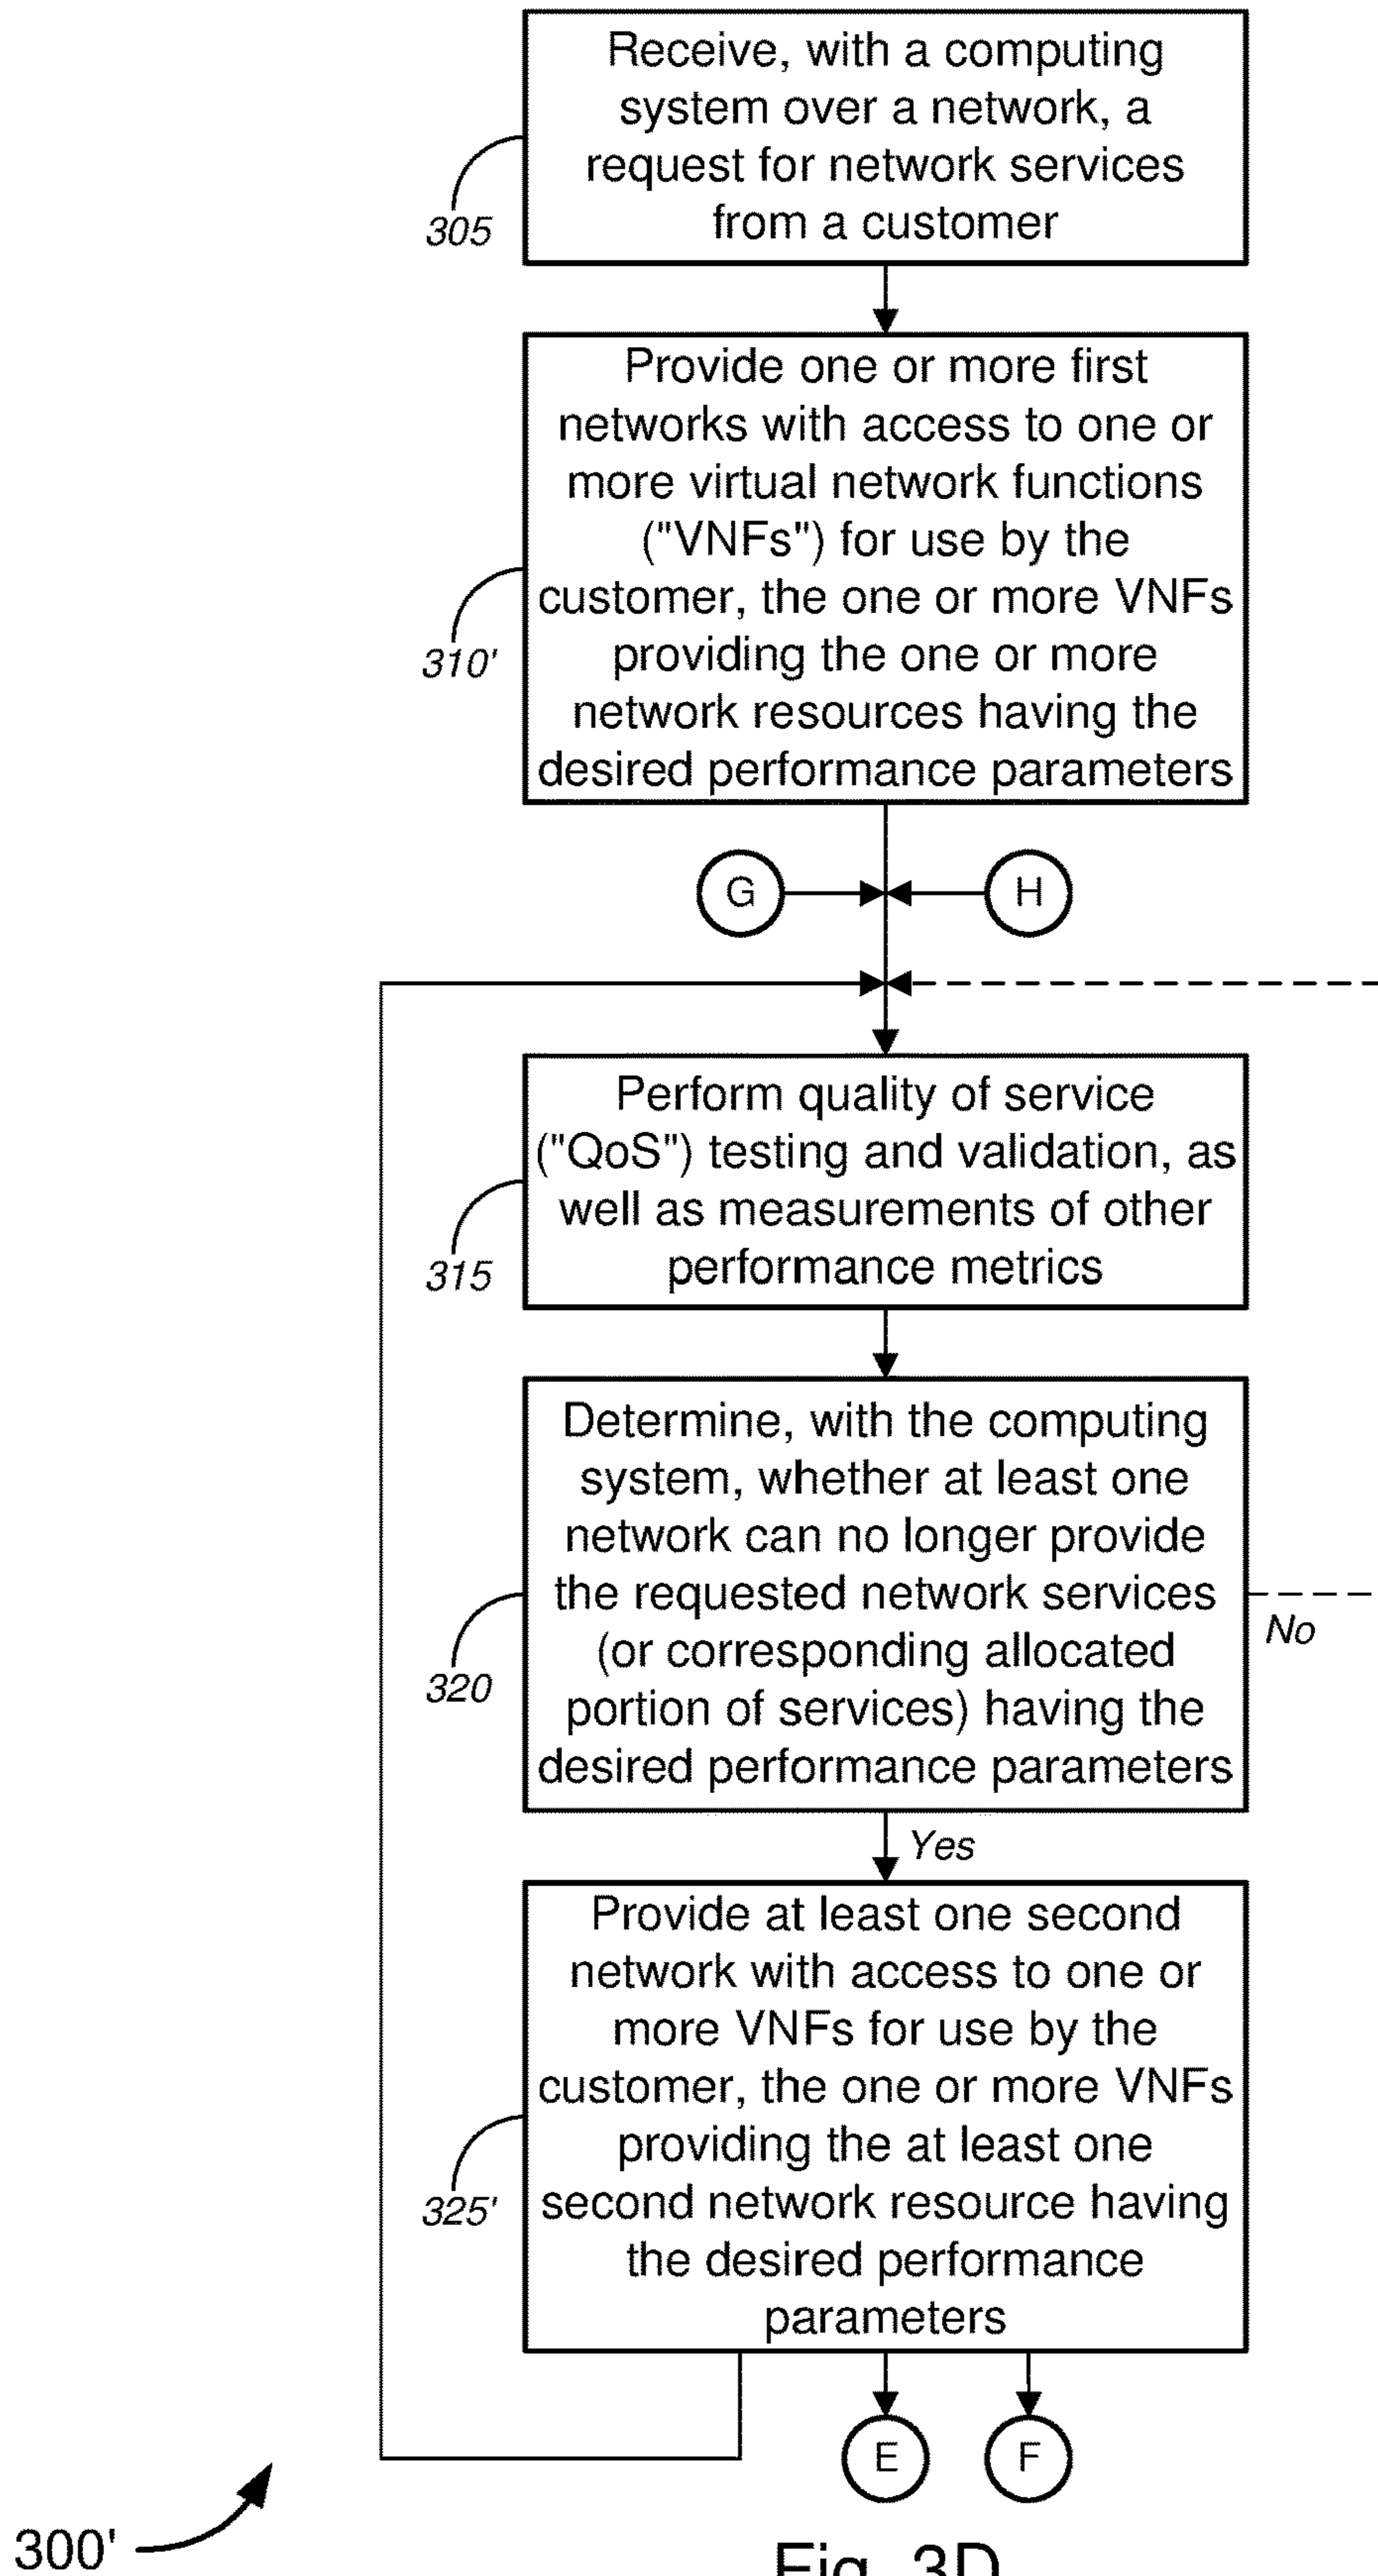 Receive, with a computing
system over a network, a
request for network services
from a customer
305
Provide one or more first
networks with access to one or
more virtual network functions
("VNFs") for use by the
customer, the one or more VNFs
providing the one or more
network resources having the
desired performance parameters
310'
G
H
Perform quality of service
("QoS") testing and validation, as
well as measurements of other
performance metrics
315
Determine, with the computing
system, whether at least one
network can no longer provide
the requested network services
(or corresponding allocated
portion of services) having the
desired performance parameters
320
No
Yes
Provide at least one second
network with access to one or
more VNFs for use by the
customer, the one or more VNFs
providing the at least one
second network resource having
the desired performance
parameters
325'
E
F
300'
Fig. 3D